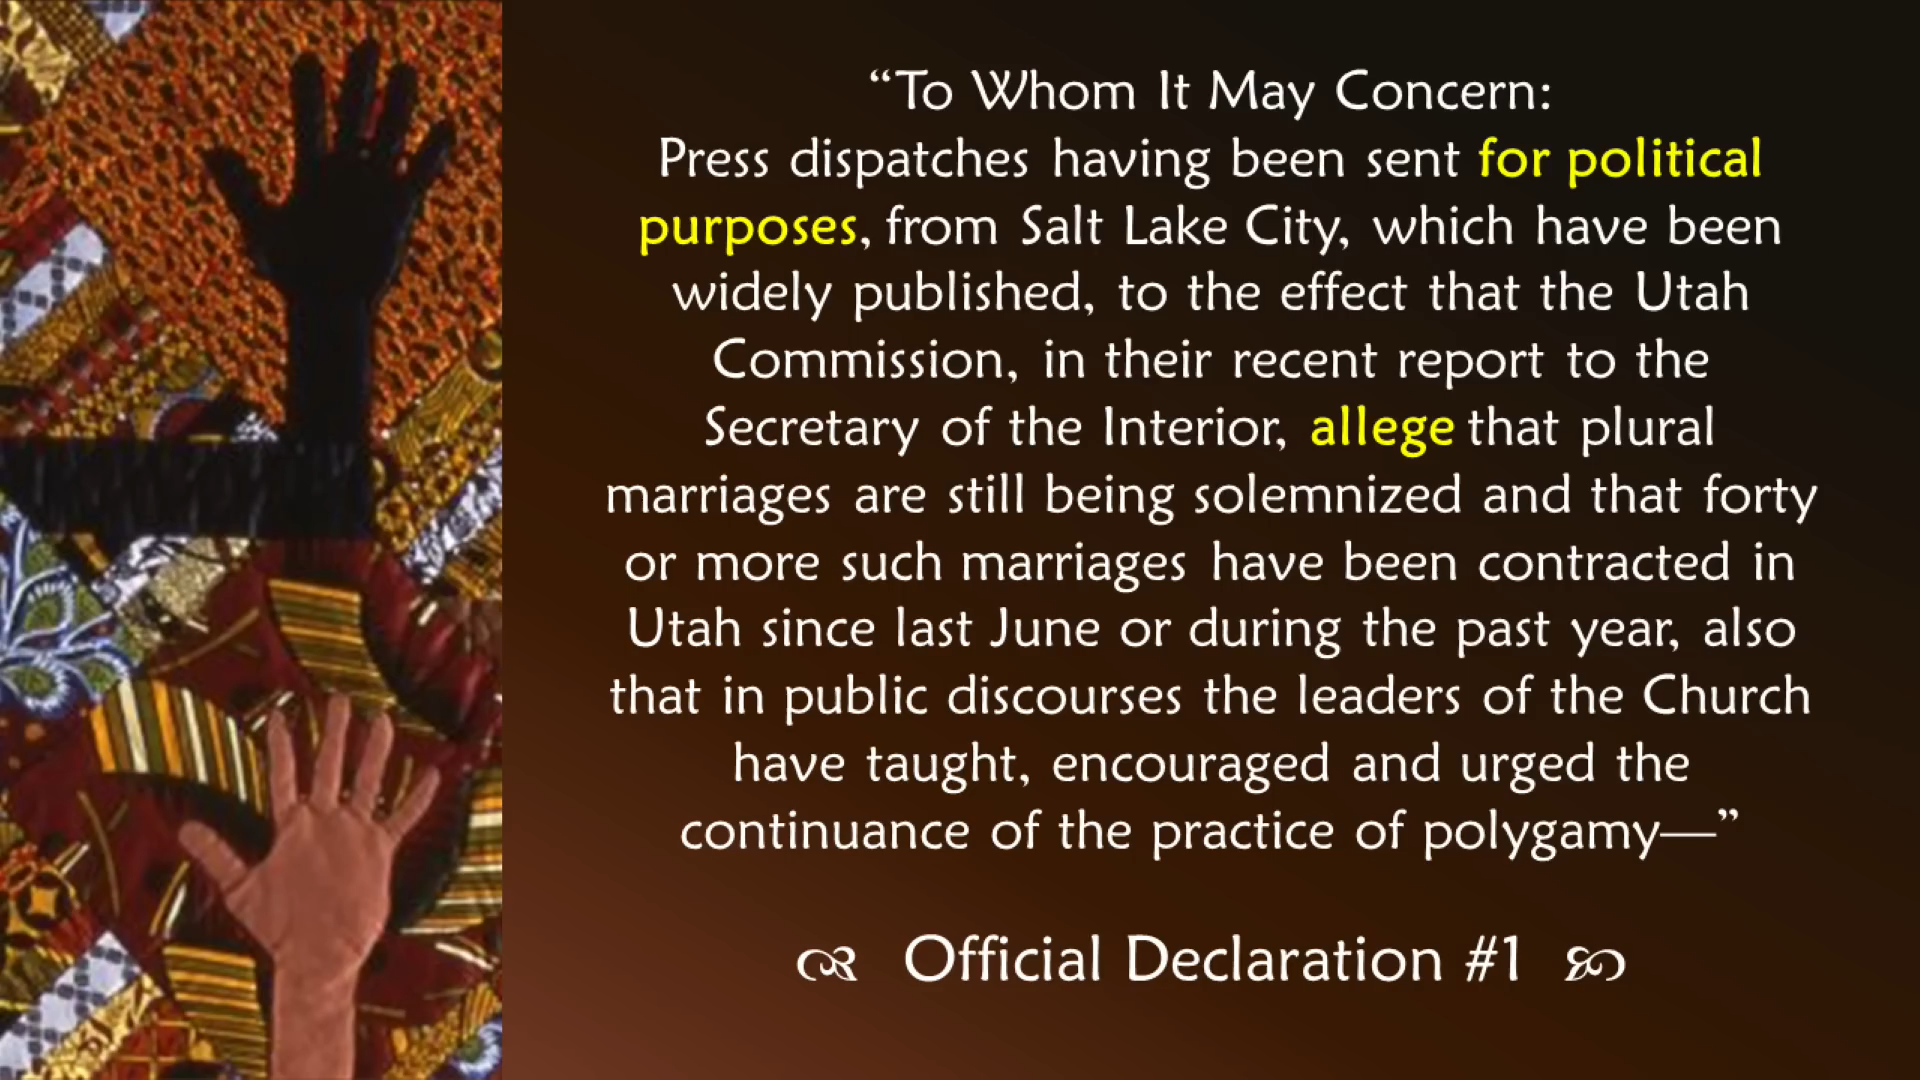 “To Whom It May Concern:
Press dispatches having been sent for political
purposes, from Salt Lake City, which have been
widely published, to the effect that the Utah
Commission, in their recent report to the
Secretary of the Interior, allege that plural
marriages are still being solemnized and that forty
or more such marriages have been contracted in
Utah since last June or during the past year, also
that in public discourses the leaders of the Church
have taught, encouraged and urged the
continuance of the practice of polygamy—”
Official Declaration #1